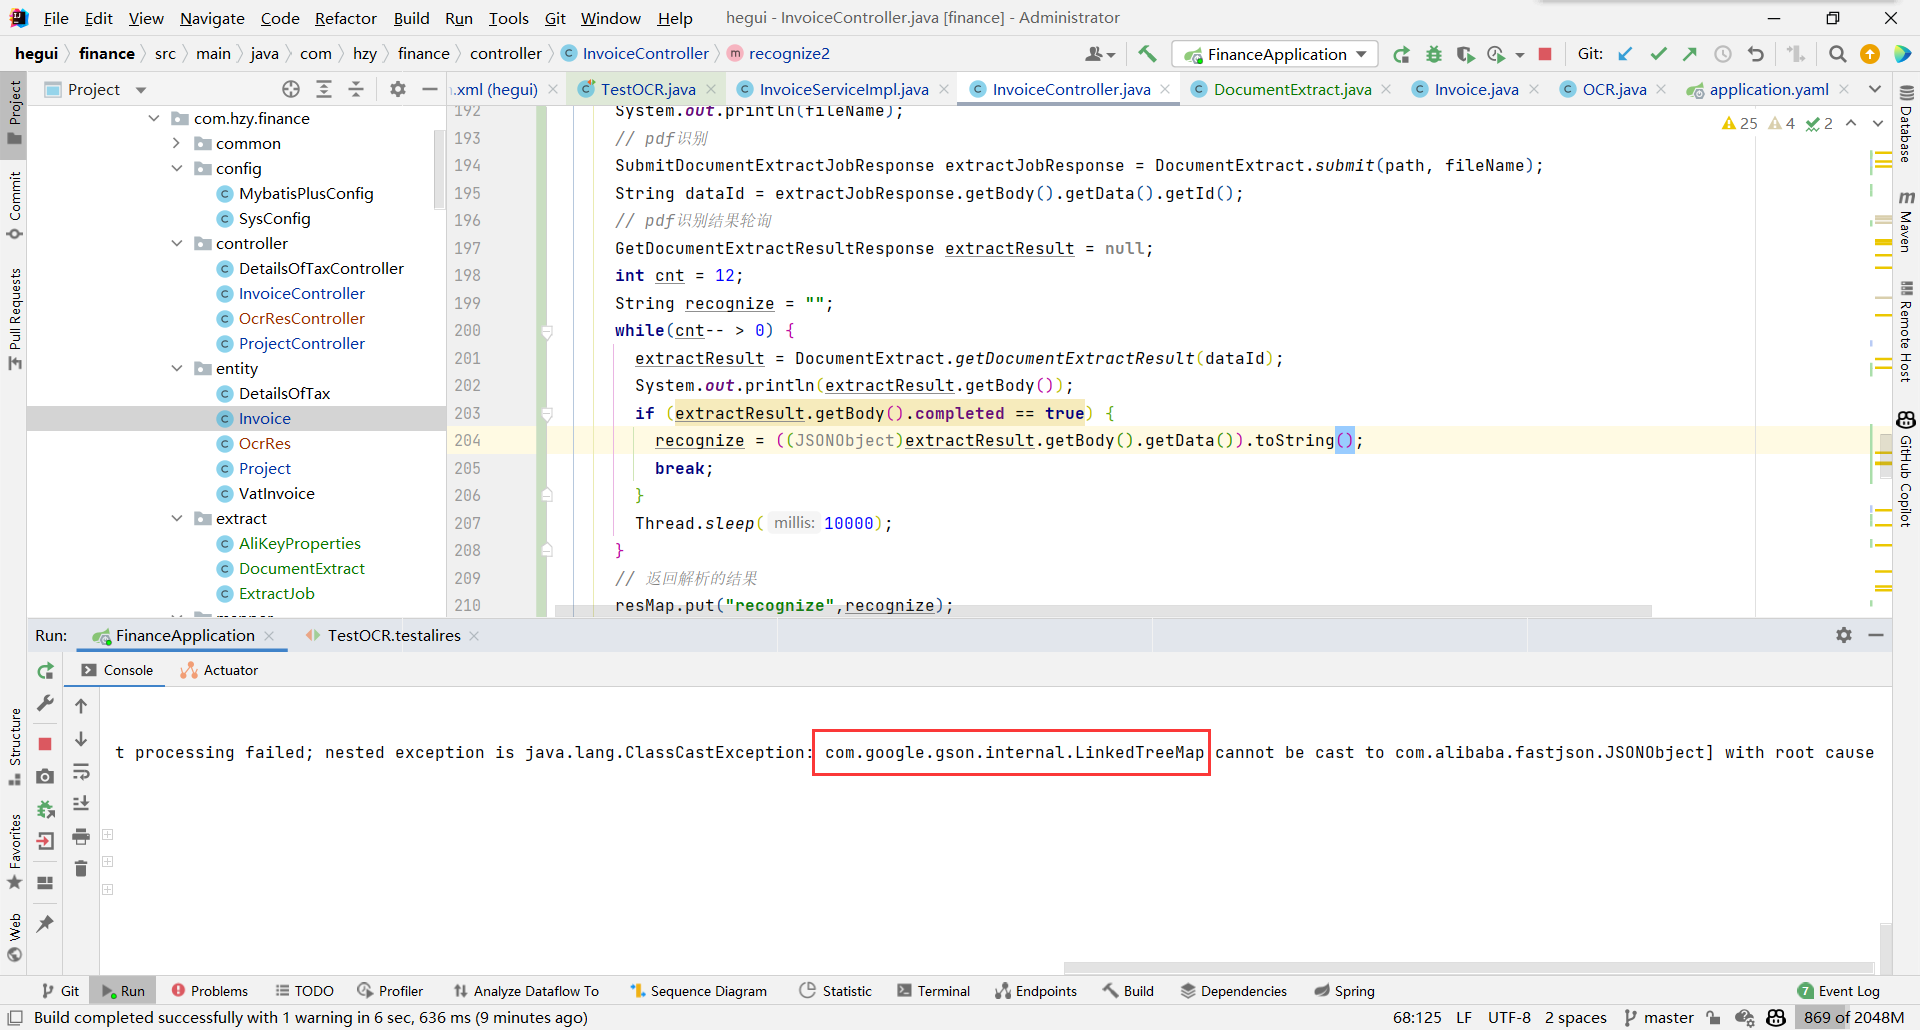 File Edit View Navigate Code Refactor Build Run Tools Git Window Help hegui - InvoiceController.java [finance] - Administrator
hegui finance src main java com hzy finance controller InvoiceController recognize2 FinanceApplication Git:
Project .xml (hegui) TestOCR.java InvoiceServiceImpl.java InvoiceController.java DocumentExtract.java Invoice.java OCR.java application.yaml
25 4 2
com.hzy.finance
common
config
MybatisPlusConfig
SysConfig
controller
DetailsOfTaxController
InvoiceController
OcrResController
ProjectController
entity
DetailsOfTax
Invoice
OcrRes
Project
VatInvoice
extract
AliKeyProperties
DocumentExtract
ExtractJob
192 System.out.println(fileName);
193 // pdf识别
194 SubmitDocumentExtractJobResponse extractJobResponse = DocumentExtract.submit(path, fileName);
195 String dataId = extractJobResponse.getBody().getData().getId();
196 // pdf识别结果轮询
197 GetDocumentExtractResultResponse extractResult = null;
198 int cnt = 12;
199 String recognize = "";
200 while(cnt-- > 0) {
201 extractResult = DocumentExtract.getDocumentExtractResult(dataId);
202 System.out.println(extractResult.getBody());
203 if (extractResult.getBody().completed == true) {
204 recognize = ((JSONObject)extractResult.getBody().getData()).toString();
205 break;
206 }
207 Thread.sleep( millis: 10000);
208 }
209 // 返回解析的结果
210 resMap.put("recognize",recognize);
Project
Commit
Pull Requests
Structure
Favorites
Web
Database
Maven
Remote Host
GitHub Copilot
Run: FinanceApplication TestOCR.testalires
Console Actuator
t processing failed; nested exception is java.lang.ClassCastException: com.google.gson.internal.LinkedTreeMap cannot be cast to com.alibaba.fastjson.JSONObject] with root cause
Git Run Problems TODO Profiler Analyze Dataflow To Sequence Diagram Statistic Terminal Endpoints Build Dependencies Spring 7 Event Log
Build completed successfully with 1 warning in 6 sec, 636 ms (9 minutes ago) 68:125 LF UTF-8 2 spaces master 869 of 2048M